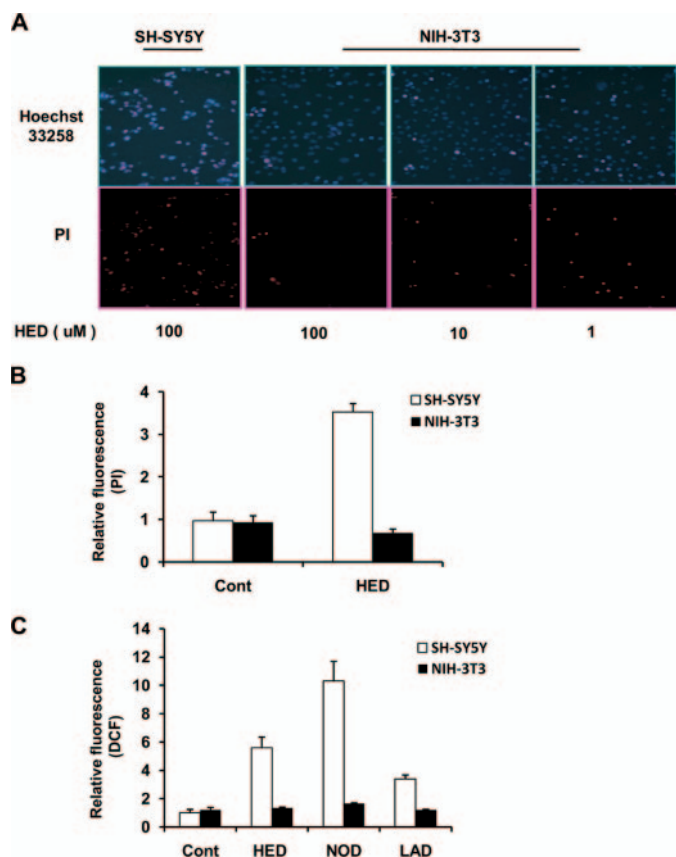 A
SH-SY5Y NIH-3T3
Hoechst
33258
PI
HED ( uM ) 100 100 10 1
B
Relative fluorescence
(PI)
4
3
2
1
0
SH-SY5Y
NIH-3T3
Cont HED
C
Relative fluorescence
(DCF)
14
12
10
8
6
4
2
0
SH-SY5Y
NIH-3T3
Cont HED NOD LAD